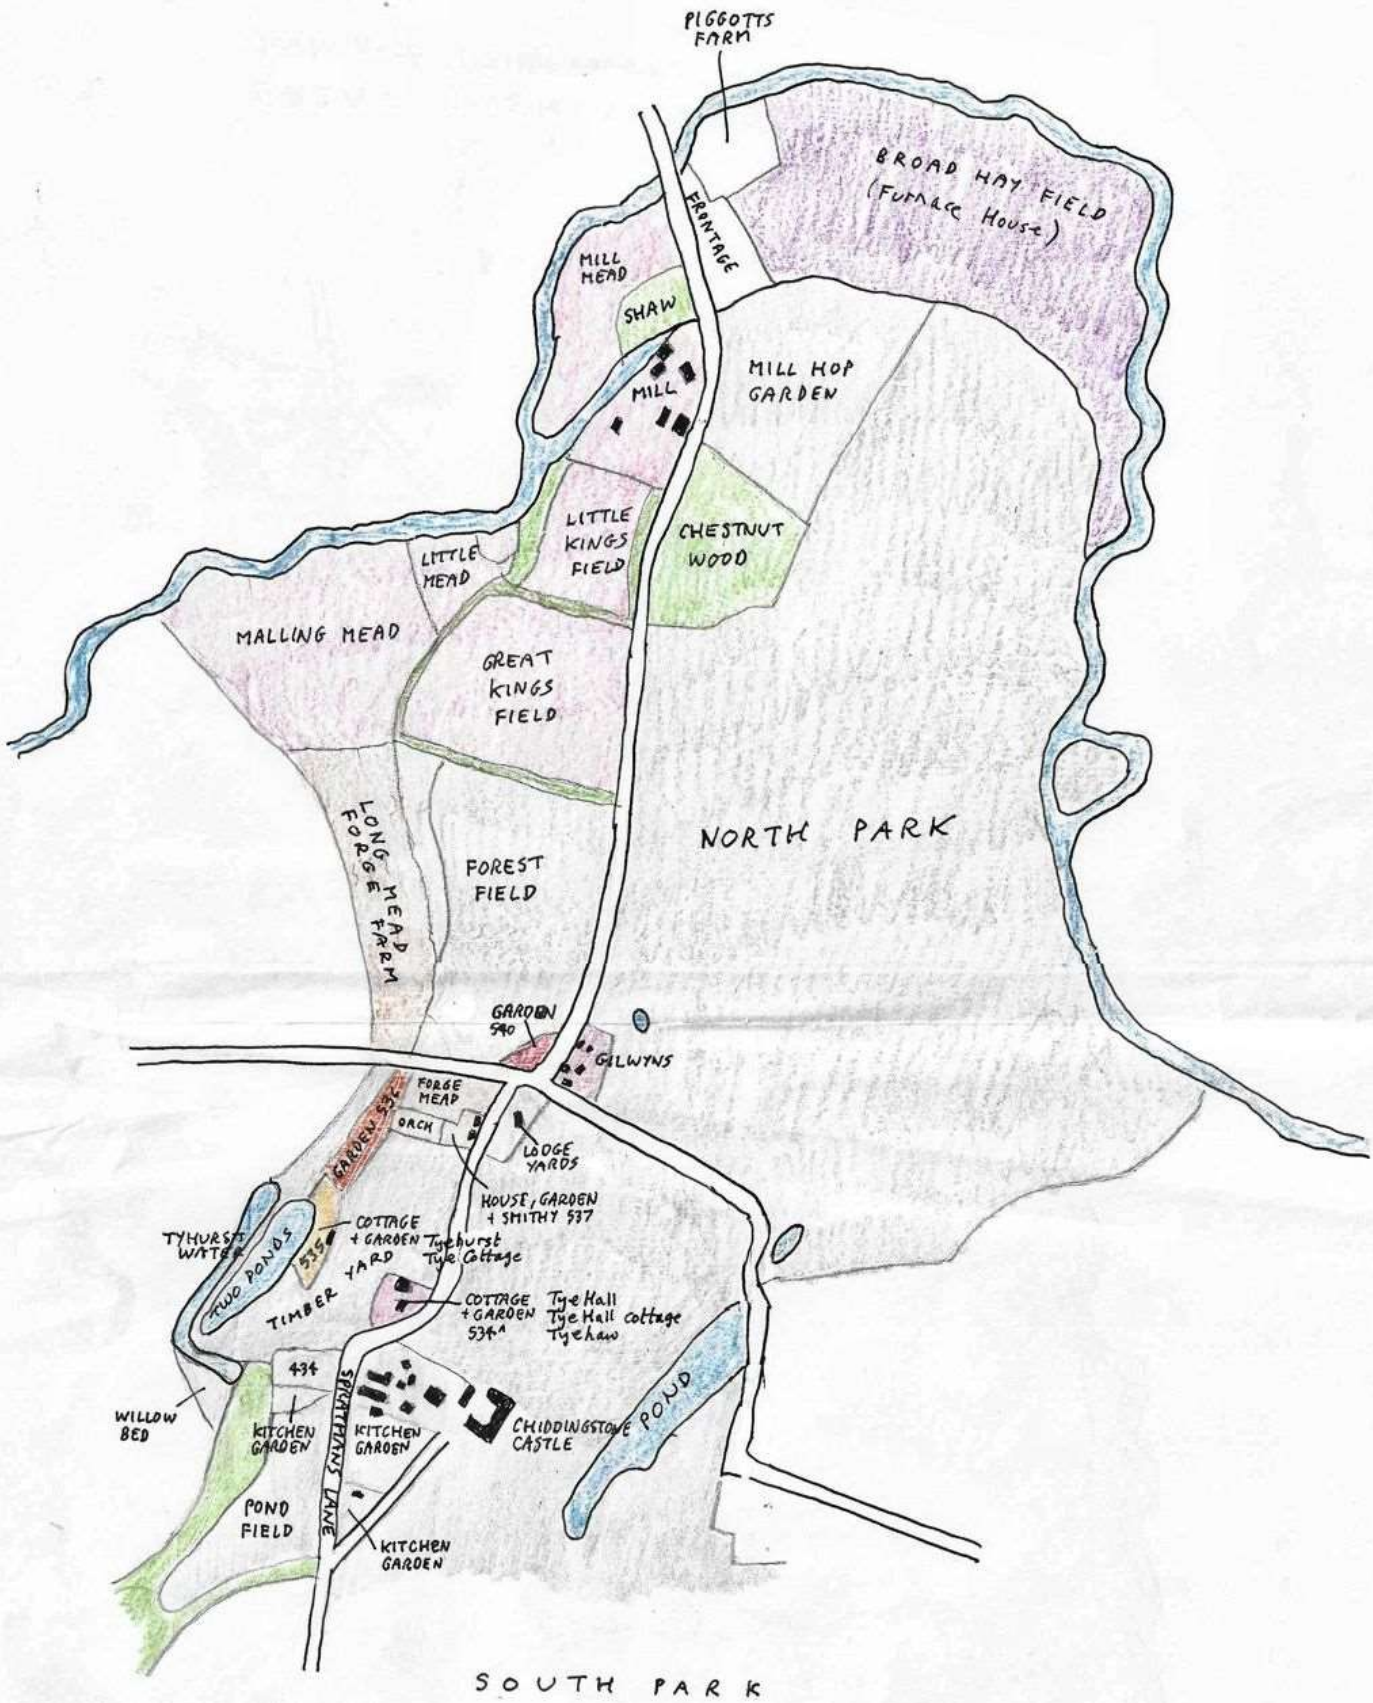 PIGGOTTS
FARM
BROAD HAY FIELD
(Furnace House)
FRONTAGE
MILL
MEAD
SHAW
MILL HOP
GARDEN
MILL
LITTLE
KINGS
FIELD
CHESTNUT
WOOD
LITTLE
MEAD
MALLING MEAD
GREAT
KINGS
FIELD
NORTH PARK
LONG MEAD
FORGE FARM
FOREST
FIELD
GARDEN
540
GILWYNS
FORGE
MEAD
GARDEN 536
ORCH
LODGE
YARDS
HOUSE, GARDEN
+ SMITHY 537
TYHURST
WATER
TWO PONDS
535
COTTAGE
+ GARDEN Tyehurst
Tye Cottage
TIMBER YARD
COTTAGE Tye Hall
+ GARDEN Tye Hall cottage
534A Tyehaw
434
SPRATMANS LANE
POND
WILLOW
BED
KITCHEN
GARDEN
KITCHEN
GARDEN
CHIDDINGSTONE
CASTLE
POND
FIELD
KITCHEN
GARDEN
SOUTH PARK